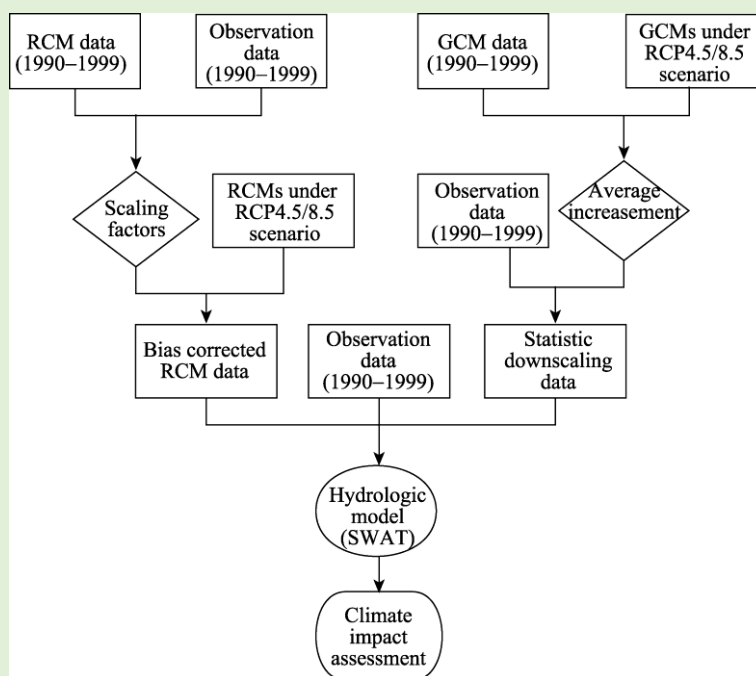 RCM data
(1990–1999)
Observation
data
(1990–1999)
GCM data
(1990–1999)
GCMs under
RCP4.5/8.5
scenario
Scaling
factors
RCMs under
RCP4.5/8.5
scenario
Observation
data
(1990–1999)
Average
increasement
Bias corrected
RCM data
Observation
data
(1990–1999)
Statistic
downscaling
data
Hydrologic
model
(SWAT)
Climate
impact
assessment